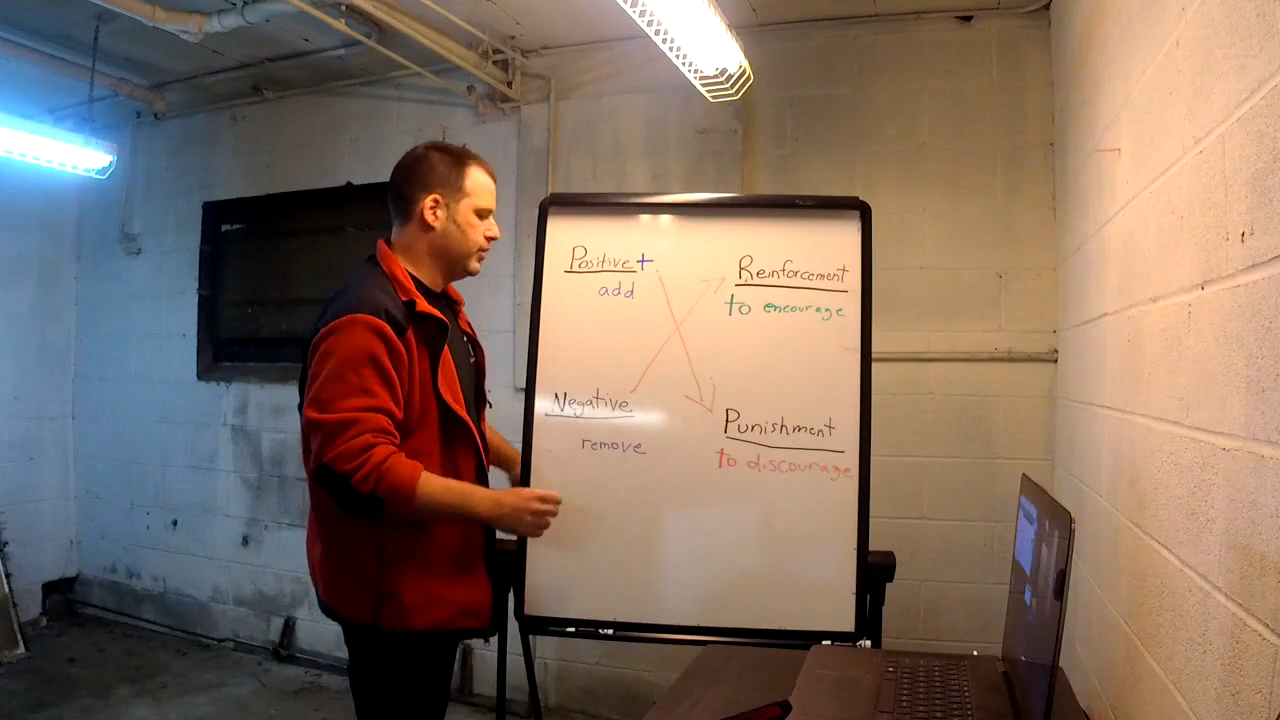 Positive +
add
Reinforcement
to encourage
Negative
remove
Punishment
to discourage